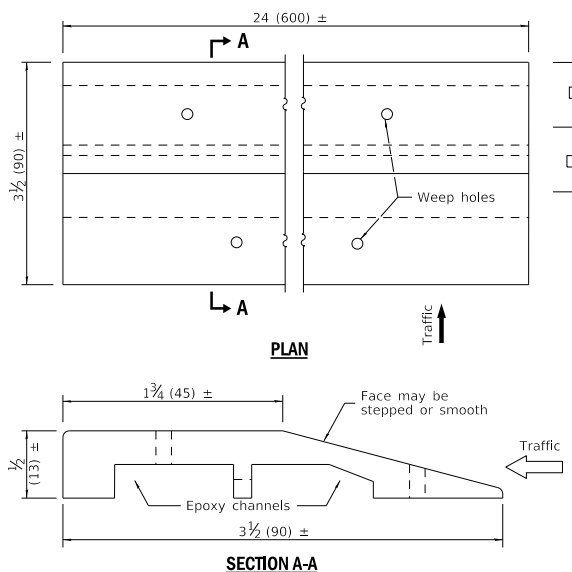 24 (600) ±
A
3½ (90) ±
Weep holes
A
Traffic
PLAN
1¾ (45) ±
Face may be
stepped or smooth
½
(13) ±
Traffic
Epoxy channels
3½ (90) ±
SECTION A-A